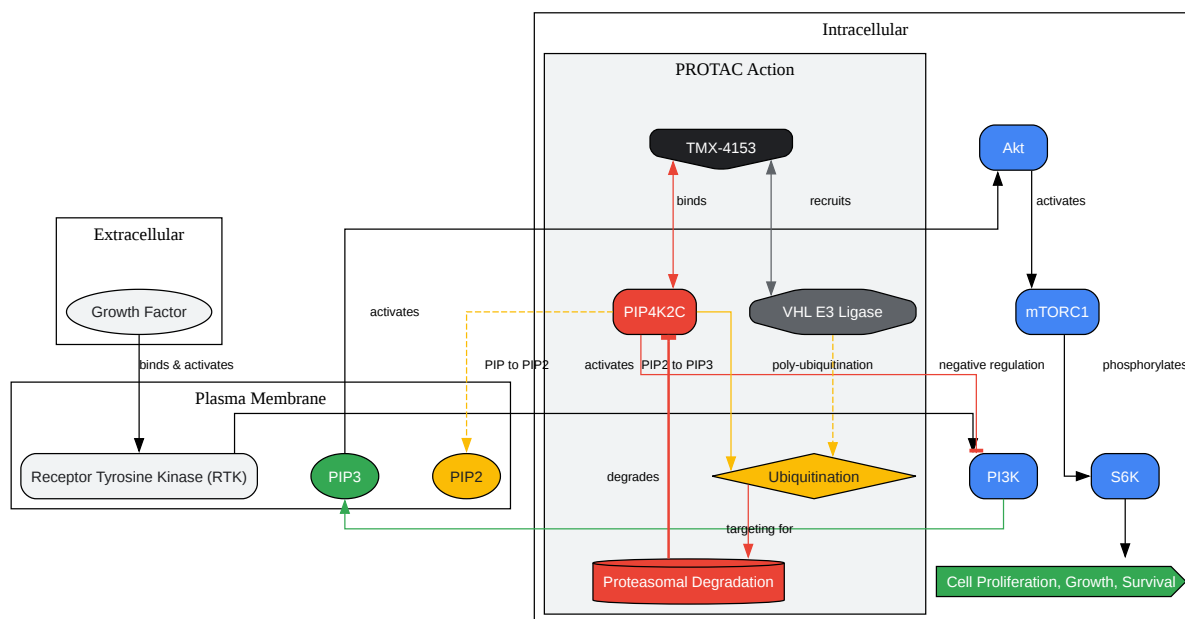 Intracellular
PROTAC Action
TMX-4153
Akt
binds
recruits
activates
Extracellular
Growth Factor
activates
PIP4K2C
VHL E3 Ligase
mTORC1
binds & activates
PIP to PIP2
activates
PIP2 to PIP3
poly-ubiquitination
negative regulation
phosphorylates
Plasma Membrane
Receptor Tyrosine Kinase (RTK)
PIP3
PIP2
degrades
Ubiquitination
PI3K
S6K
targeting for
Proteasomal Degradation
Cell Proliferation, Growth, Survival